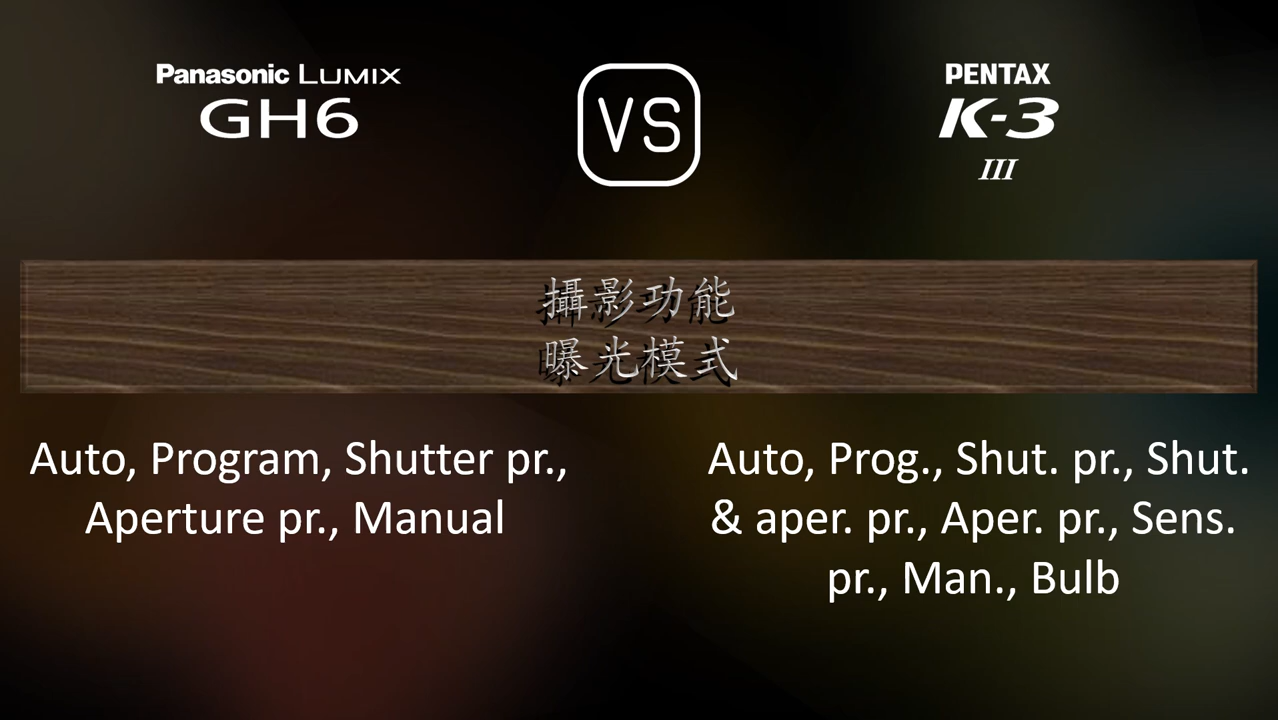 Panasonic LUMIX
GH6
VS
PENTAX
K-3
III
攝影功能
曝光模式
Auto, Program, Shutter pr.,
Aperture pr., Manual
Auto, Prog., Shut. pr., Shut.
& aper. pr., Aper. pr., Sens.
pr., Man., Bulb